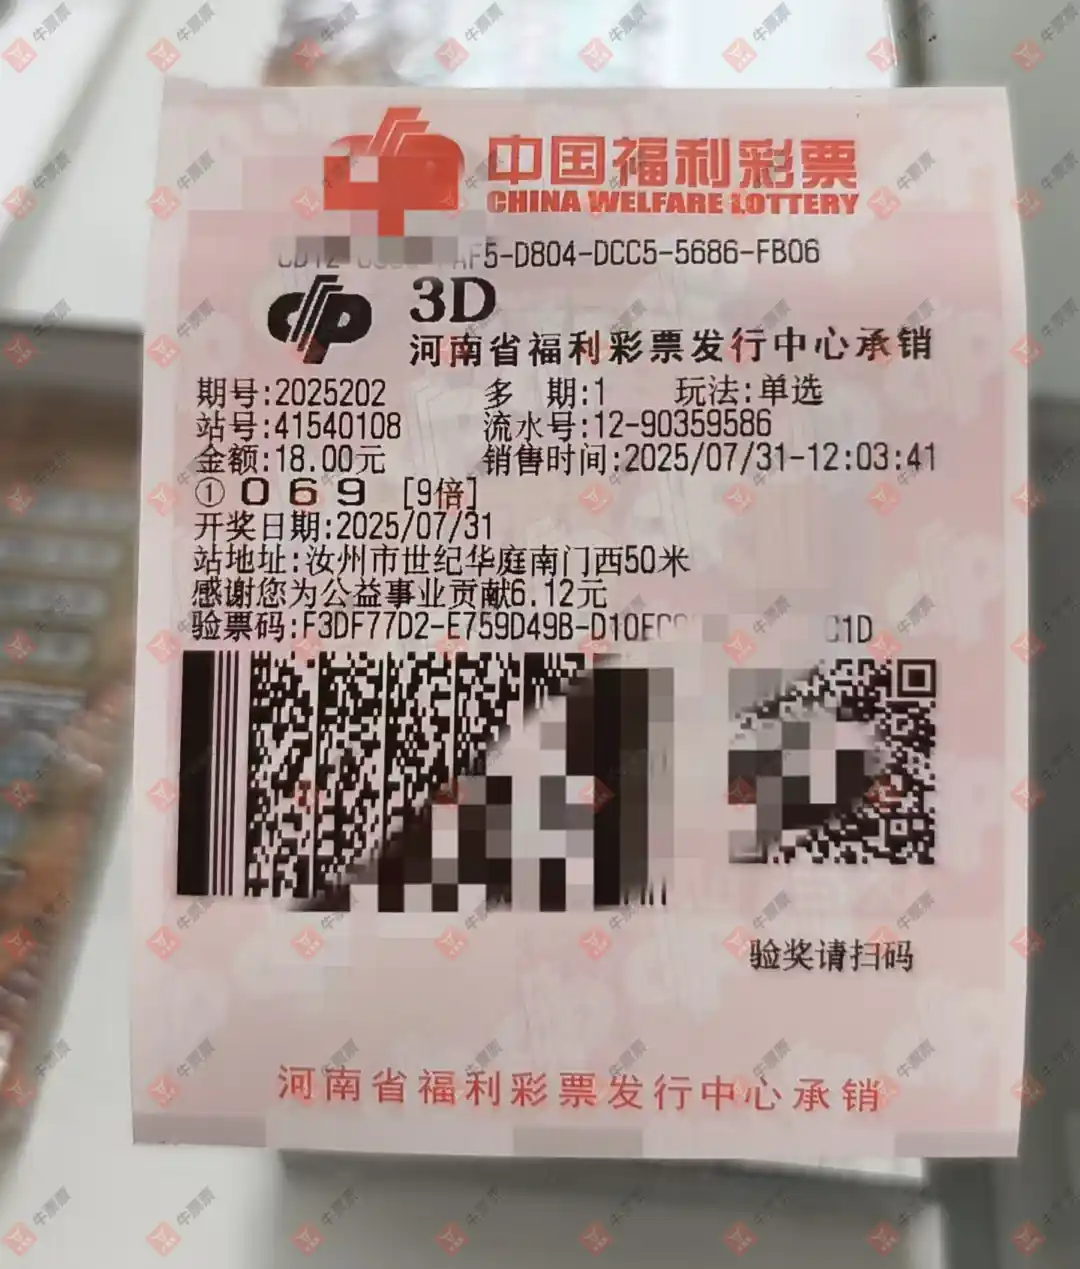 中国福利彩票
CHINA WELFARE LOTTERY
AF5-D804-DCC5-5686-FB06
3D
河南省福利彩票发行中心承销
期号:2025202 多 期:1 玩法:单选
站号:41540108 流水号:12-90359586
金额:18.00元 销售时间:2025/07/31-12:03:41
① 0 6 9 [9倍]
开奖日期:2025/07/31
站地址:汝州市世纪华庭南门西50米
感谢您为公益事业贡献6.12元
验票码:F3DF77D2-E759D49B-D10EC C1D
验奖请扫码
河南省福利彩票发行中心承销
牛票票